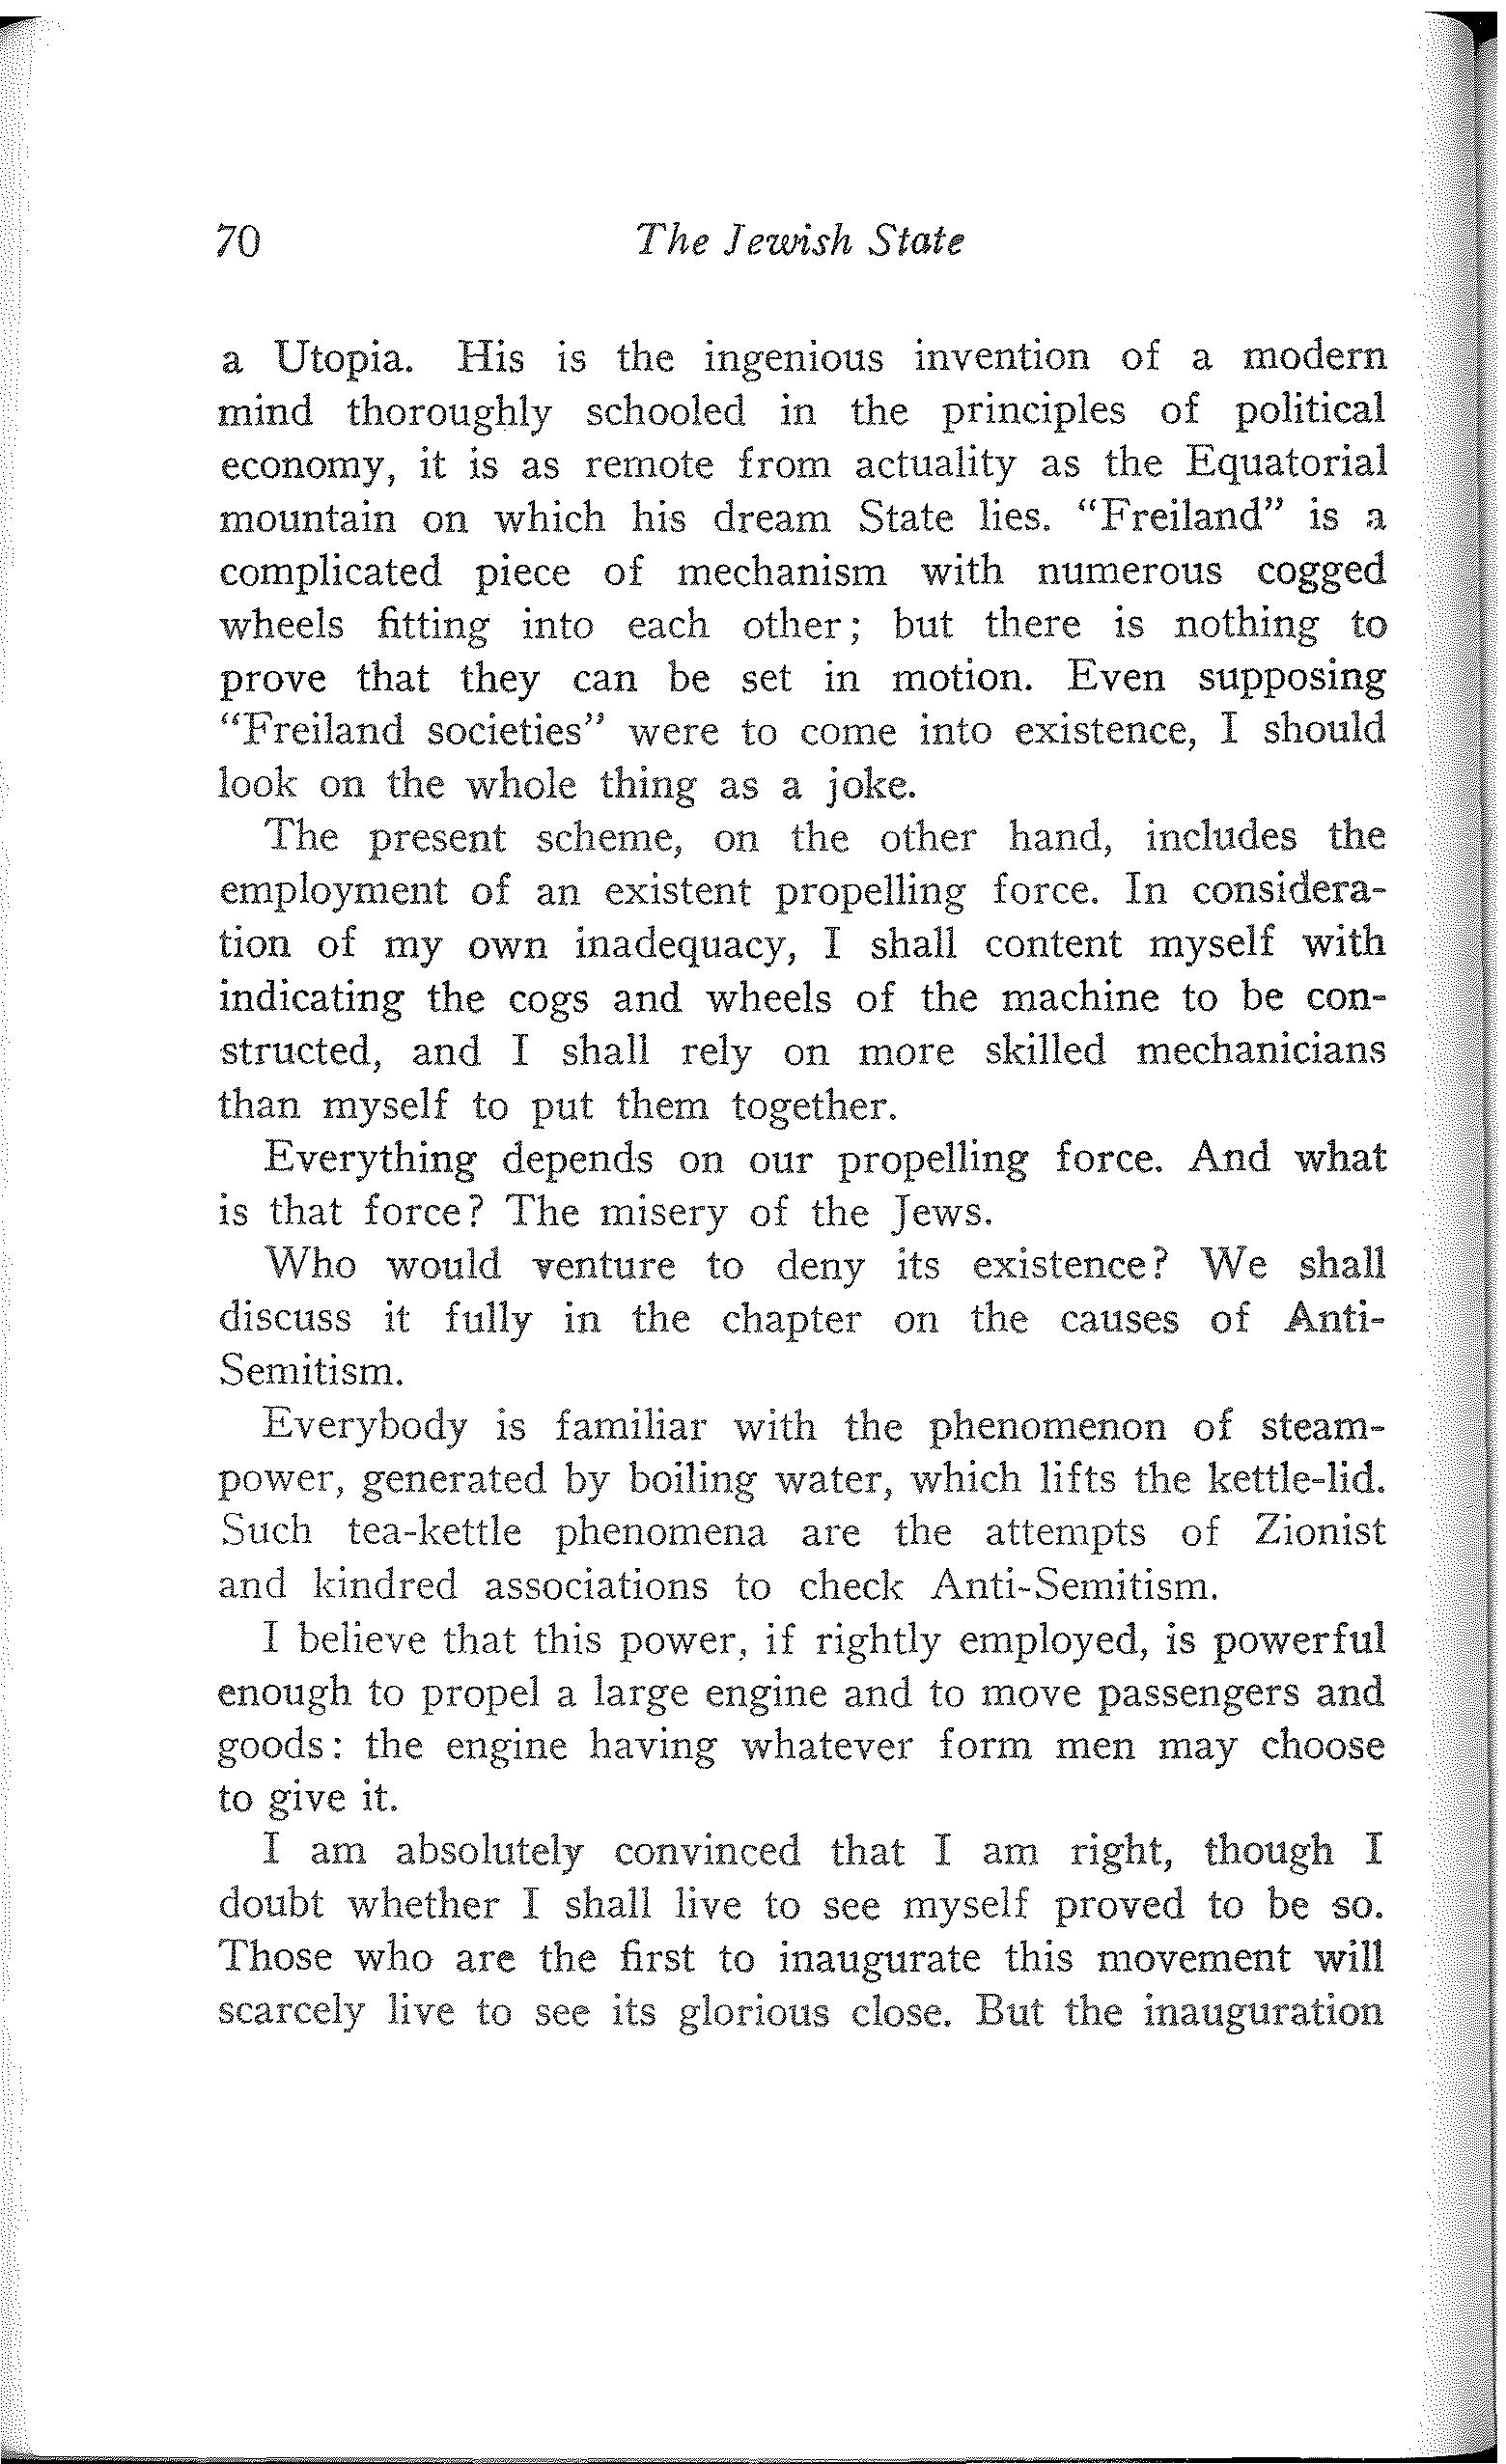 70 The Jewish State
a Utopia. His is the ingenious invention of a modern
mind thoroughly schooled in the principles of political
economy, it is as remote from actuality as the Equatorial
mountain on which his dream State lies. “Freiland” is a
complicated piece of mechanism with numerous cogged
wheels fitting into each other; but there is nothing to
prove that they can be set in motion. Even supposing
“Freiland societies” were to come into existence, I should
look on the whole thing as a joke.
The present scheme, on the other hand, includes the
employment of an existent propelling force. In considera-
tion of my own inadequacy, I shall content myself with
indicating the cogs and wheels of the machine to be con-
structed, and I shall rely on more skilled mechanicians
than myself to put them together.
Everything depends on our propelling force. And what
is that force? The misery of the Jews.
Who would venture to deny its existence? We shall
discuss it fully in the chapter on the causes of Anti-
Semitism.
Everybody is familiar with the phenomenon of steam-
power, generated by boiling water, which lifts the kettle-lid.
Such tea-kettle phenomena are the attempts of Zionist
and kindred associations to check Anti-Semitism.
I believe that this power, if rightly employed, is powerful
enough to propel a large engine and to move passengers and
goods: the engine having whatever form men may choose
to give it.
I am absolutely convinced that I am right, though I
doubt whether I shall live to see myself proved to be so.
Those who are the first to inaugurate this movement will
scarcely live to see its glorious close. But the inauguration